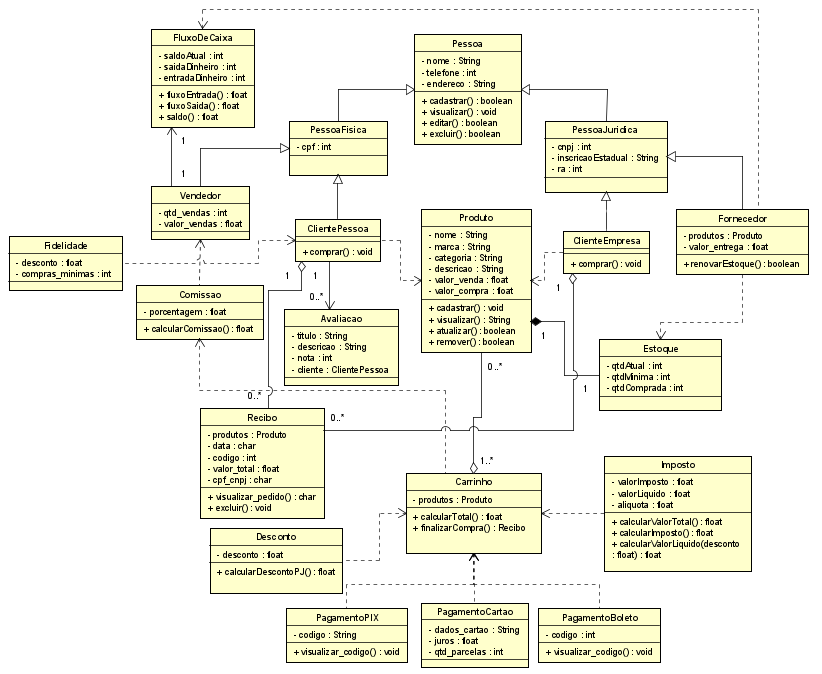 FluxoDeCaixa
- saldoAtual : int
- saidaDinheiro : int
- entradaDinheiro : int
+ fluxoEntrada() : float
+ fluxoSaida() : float
+ saldo() : float
Pessoa
- nome : String
- telefone : int
- endereco : String
+ cadastrar() : boolean
+ visualizar() : void
+ editar() : boolean
+ excluir() : boolean
PessoaFisica
- cpf : int
PessoaJuridica
- cnpj : int
- inscricaoEstadual : String
- ra : int
1
1
Vendedor
- qtd_vendas : int
- valor_vendas : float
Fidelidade
- desconto : float
- compras_minimas : int
ClientePessoa
+ comprar() : void
1
1
0..*
Produto
- nome : String
- marca : String
- categoria : String
- descricao : String
- valor_venda : float
- valor_compra : float
+ cadastrar() : void
+ visualizar() : String
+ atualizar() : boolean
+ remover() : boolean
ClienteEmpresa
+ comprar() : void
1
Fornecedor
- produtos : Produto
- valor_entrega : float
+ renovarEstoque() : boolean
Comissao
- porcentagem : float
+ calcularComissao() : float
Avaliacao
- titulo : String
- descricao : String
- nota : int
- cliente : ClientePessoa
1
1
Estoque
- qtdAtual : int
- qtdMinima : int
- qtdComprada : int
0..*
0..*
0..*
1..*
Recibo
- produtos : Produto
- data : char
- codigo : int
- valor_total : float
- cpf_cnpj : char
+ visualizar_pedido() : char
+ excluir() : void
Carrinho
- produtos : Produto
+ calcularTotal() : float
+ finalizarCompra() : Recibo
Imposto
- valorImposto : float
- valorLiquido : float
- aliquota : float
+ calcularValorTotal() : float
+ calcularImposto() : float
+ calcularValorLiquido(desconto
: float) : float
Desconto
- desconto : float
+ calcularDescontoPJ() : float
PagamentoPIX
- codigo : String
+ visualizar_codigo() : void
PagamentoCartao
- dados_cartao : String
- juros : float
- qtd_parcelas : int
PagamentoBoleto
- codigo : int
+ visualizar_codigo() : void